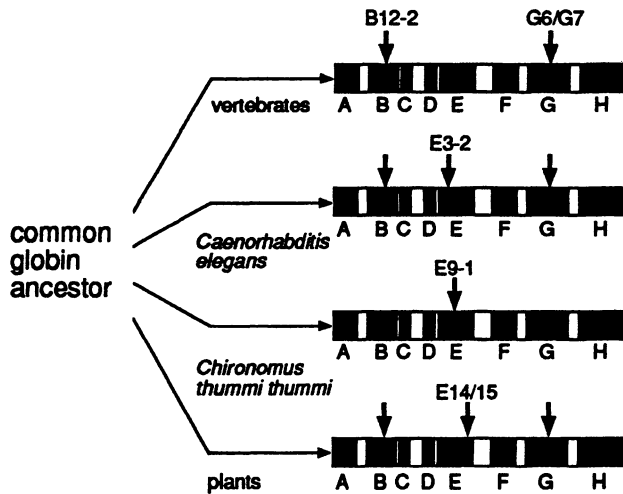 B12-2 G6/G7
vertebrates
A B C D E F G H
E3-2
common
globin
ancestor
Caenorhabditis
elegans
A B C D E F G H
E9-1
Chironomus
thummi thummi
A B C D E F G H
E14/15
plants
A B C D E F G H